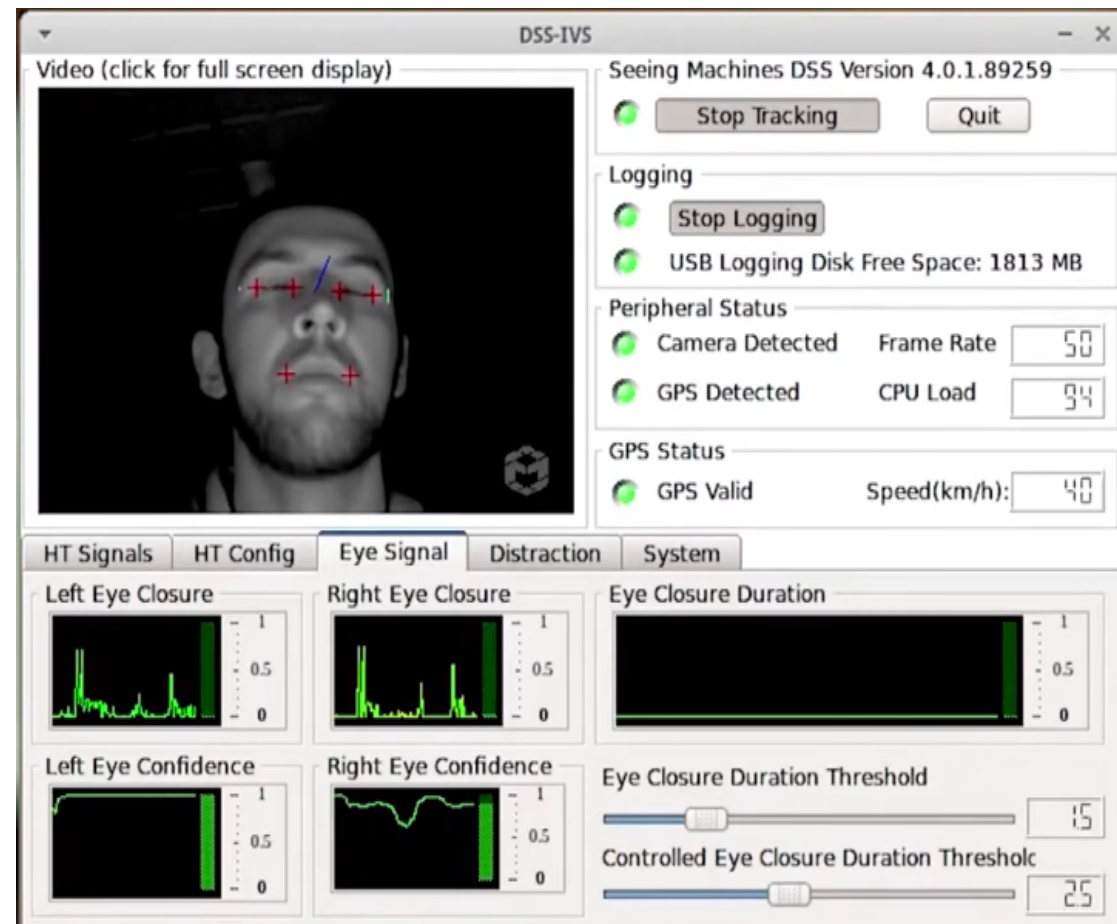 DSS-IVS
Video (click for full screen display)
Seeing Machines DSS Version 4.0.1.89259
Stop Tracking Quit
Logging
Stop Logging
USB Logging Disk Free Space: 1813 MB
Peripheral Status
Camera Detected Frame Rate 50
GPS Detected CPU Load 94
GPS Status
GPS Valid Speed(km/h): 40
HT Signals HT Config Eye Signal Distraction System
Left Eye Closure Right Eye Closure Eye Closure Duration
1 1 1
0.5 0.5 0.5
0 0 0
Left Eye Confidence Right Eye Confidence
1 1
0.5 0.5
0 0
Eye Closure Duration Threshold
1.5
Controlled Eye Closure Duration Thresholc
2.5